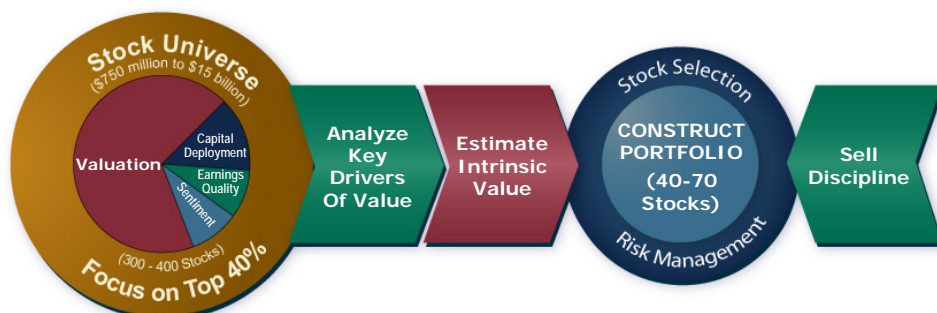 Stock Universe
($750 million to $15 billion)
Valuation
Capital
Deployment
Earnings
Quality
Sentiment
(300 - 400 Stocks)
Focus on Top 40%
Analyze
Key
Drivers
Of Value
Estimate
Intrinsic
Value
Stock Selection
CONSTRUCT
PORTFOLIO
(40-70
Stocks)
Risk Management
Sell
Discipline